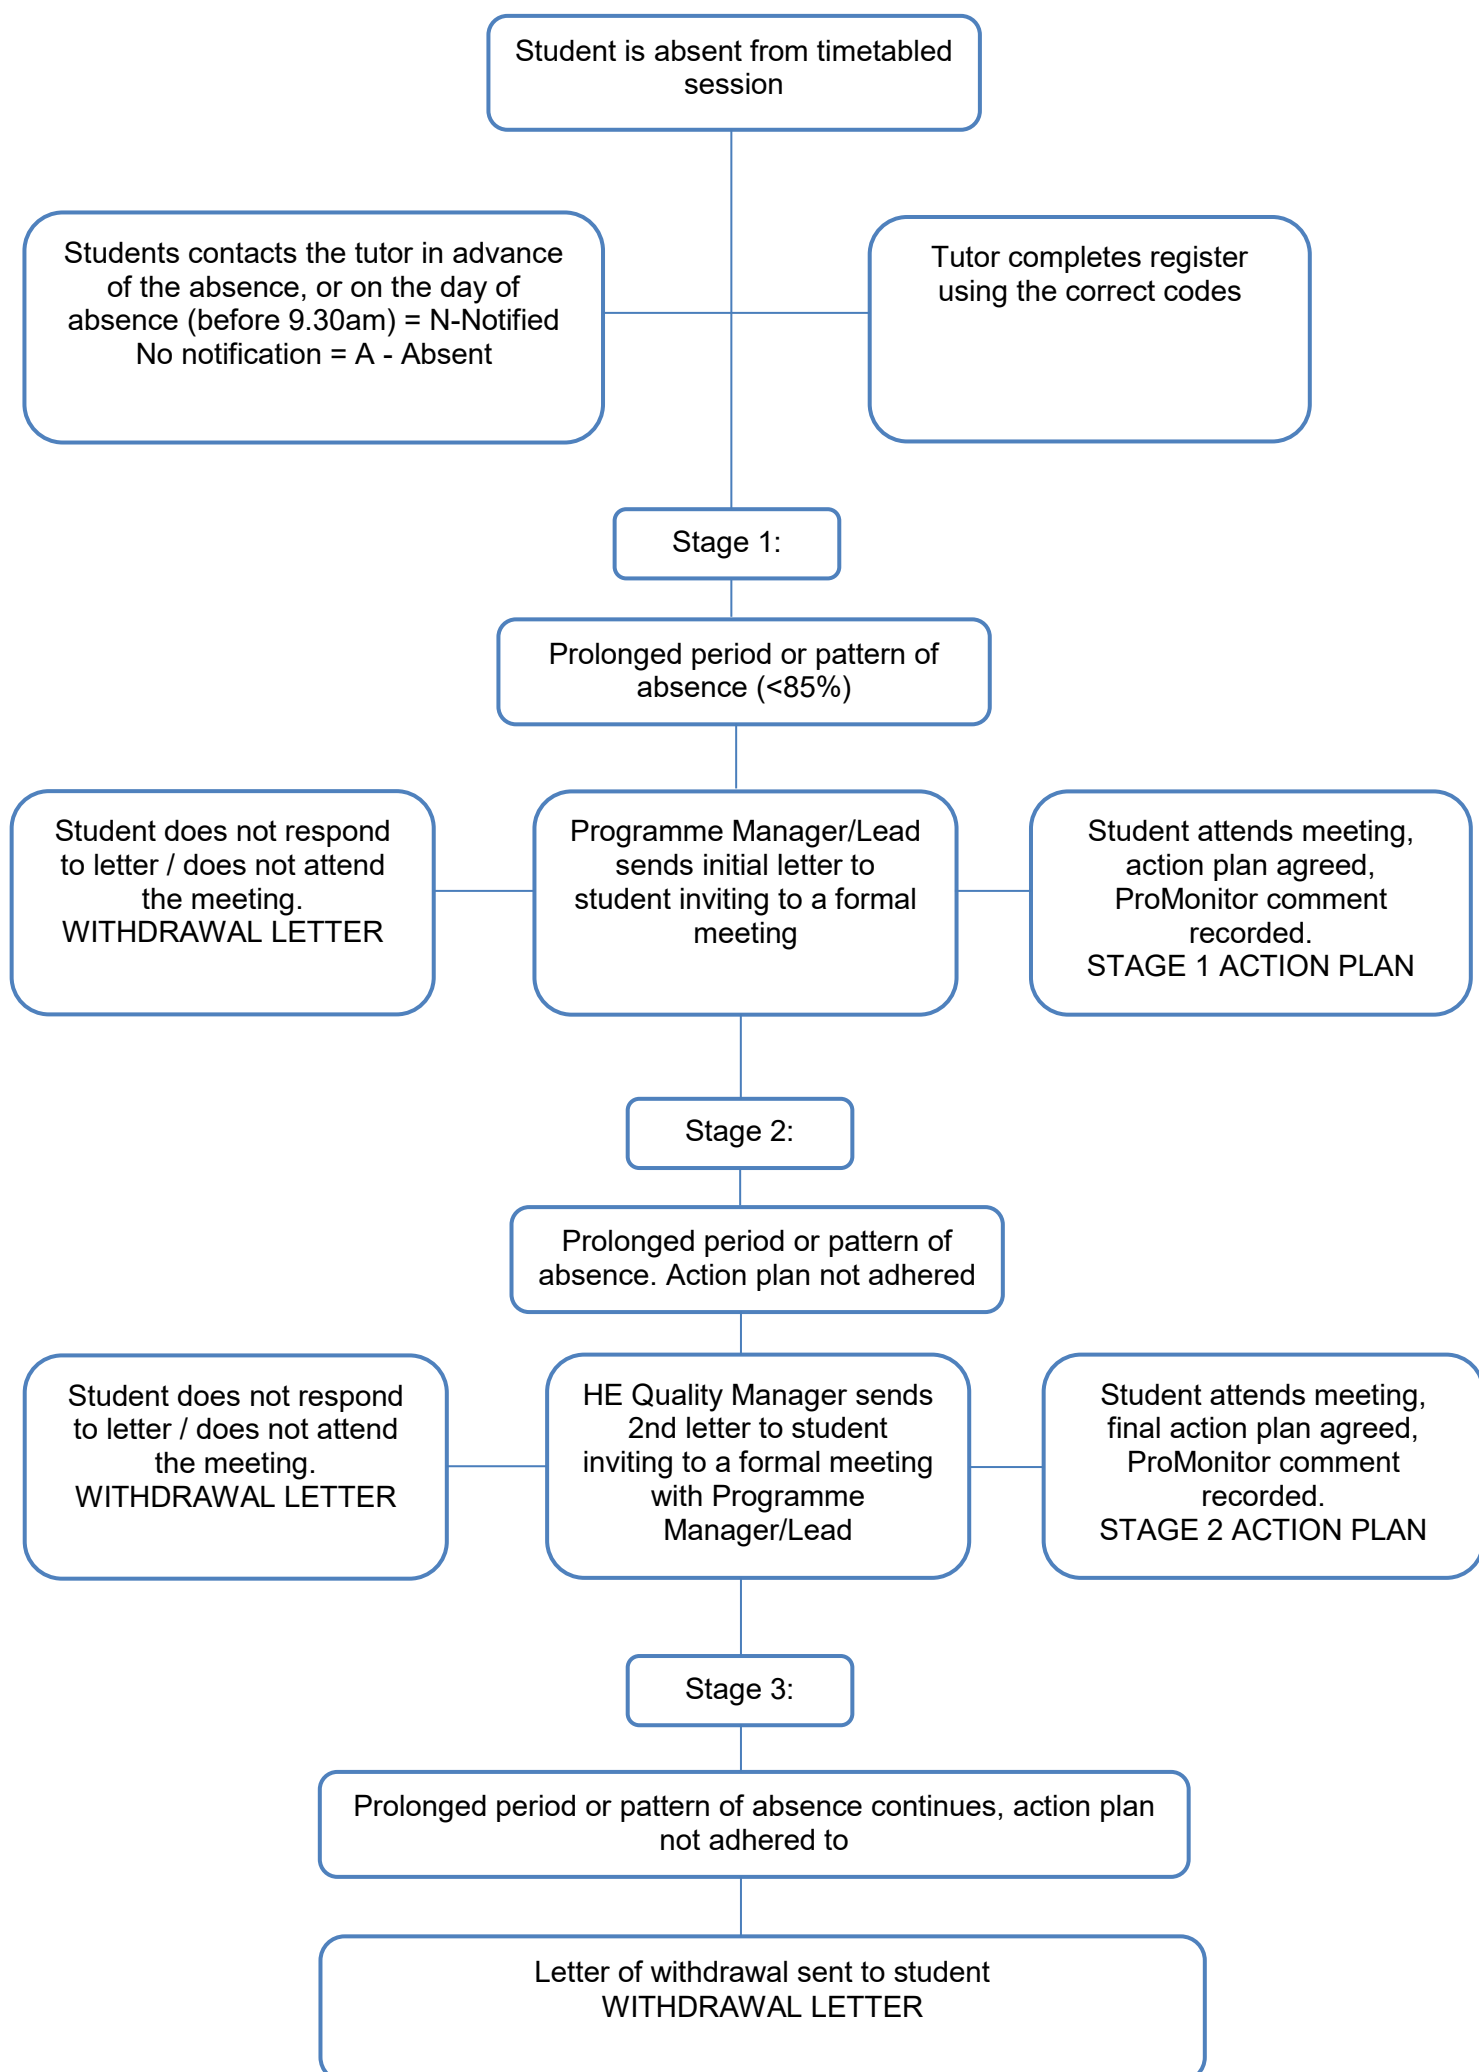 Student is absent from timetabled
session
Students contacts the tutor in advance
of the absence, or on the day of
absence (before 9.30am) = N-Notified
No notification = A - Absent
Tutor completes register
using the correct codes
Stage 1:
Prolonged period or pattern of
absence (<85%)
Student does not respond
to letter / does not attend
the meeting.
WITHDRAWAL LETTER
Programme Manager/Lead
sends initial letter to
student inviting to a formal
meeting
Student attends meeting,
action plan agreed,
ProMonitor comment
recorded.
STAGE 1 ACTION PLAN
Stage 2:
Prolonged period or pattern of
absence. Action plan not adhered
Student does not respond
to letter / does not attend
the meeting.
WITHDRAWAL LETTER
HE Quality Manager sends
2nd letter to student
inviting to a formal meeting
with Programme
Manager/Lead
Student attends meeting,
final action plan agreed,
ProMonitor comment
recorded.
STAGE 2 ACTION PLAN
Stage 3:
Prolonged period or pattern of absence continues, action plan
not adhered to
Letter of withdrawal sent to student
WITHDRAWAL LETTER